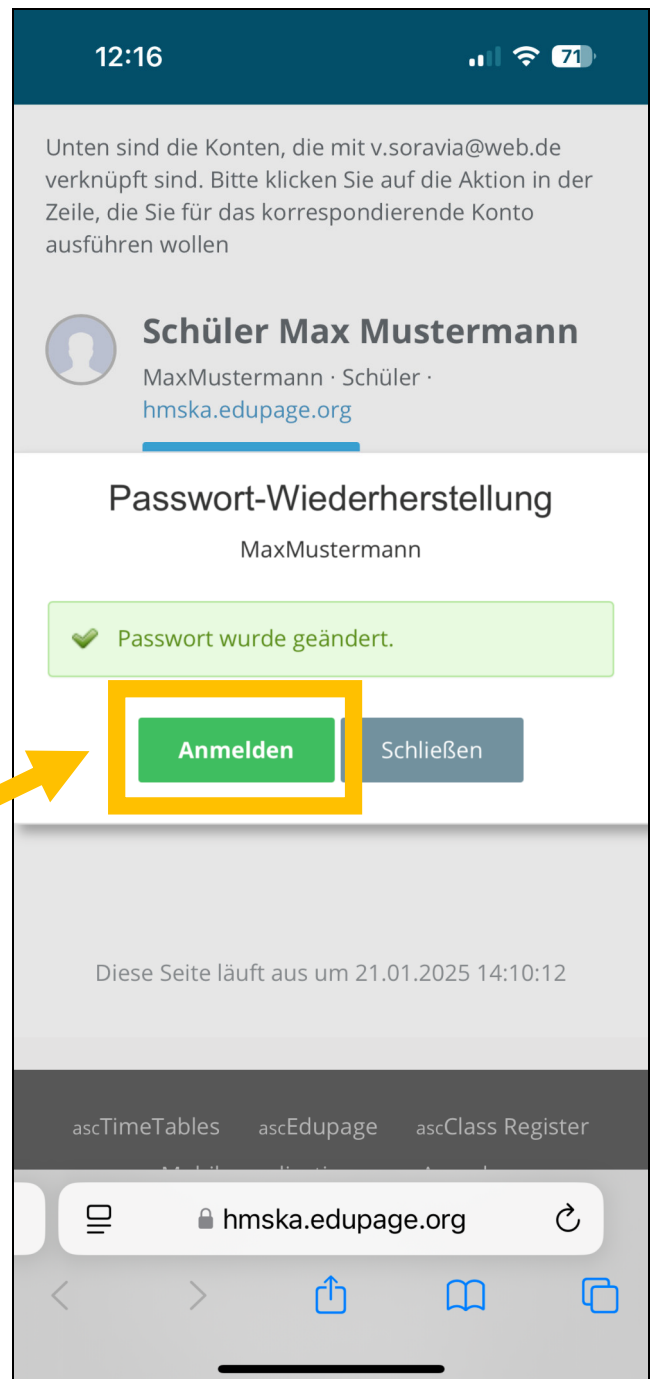 12:16
71
Unten sind die Konten, die mit v.soravia@web.de
verknüpft sind. Bitte klicken Sie auf die Aktion in der
Zeile, die Sie für das korrespondierende Konto
ausführen wollen
Schüler Max Mustermann
MaxMustermann · Schüler ·
hmska.edupage.org
Passwort-Wiederherstellung
MaxMustermann
Passwort wurde geändert.
Anmelden Schließen
Diese Seite läuft aus um 21.01.2025 14:10:12
ascTimeTables ascEdupage ascClass Register
hmska.edupage.org